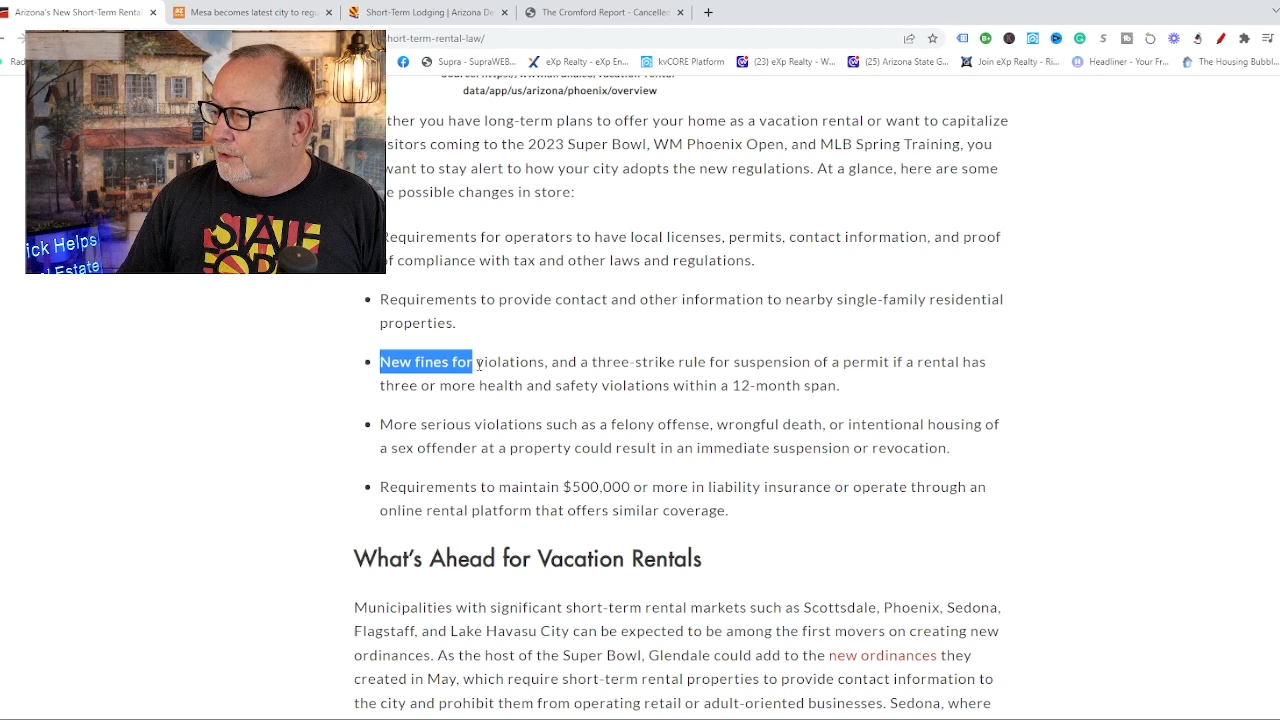 Arizona's New Short-Term Rental
Mesa becomes latest city to regu
Short-Term Lodging | Arizona De
The Cromford Report - Cancelled
hort-term-rental-law/
Supra - SupraWEB...
eXp Realty - eXp En...
kvCORE Platform
(23) eXp Realty - W...
(25) Arizona State G...
Join eXp Realty - Ri...
Headliner - Your Fr...
The Housing Bubbl...
data/app/us/arizona/phoenix/overview
ther you have long-term plans to offer your home as a vacation rental or want to capitalize
isitors coming to the 2023 Super Bowl, WM Phoenix Open, and MLB Spring Training, you
want to stay alert to how your city adopts the new regulations. At a glance, here are some
e possible changes in store:
Requirements for operators to have local licenses, permits, contact information, and proof
of compliance with tax and other laws and regulations.
Requirements to provide contact and other information to nearby single-family residential
properties.
New fines for violations, and a three-strike rule for suspension of a permit if a rental has
three or more health and safety violations within a 12-month span.
More serious violations such as a felony offense, wrongful death, or intentional housing of
a sex offender at a property could result in an immediate suspension or revocation.
Requirements to maintain $500,000 or more in liability insurance or operate through an
online rental platform that offers similar coverage.
What's Ahead for Vacation Rentals
Municipalities with significant short-term rental markets such as Scottsdale, Phoenix, Sedona,
Flagstaff, and Lake Havasu City can be expected to be among the first movers on creating new
ordinances. As the host of the Super Bowl, Glendale could add to the new ordinances they
created in May, which require short-term rental properties to provide contact information to
the city and prohibit them from operating retail or adult-oriented businesses. Sedona, where
ick Helps
l Estate
STATE